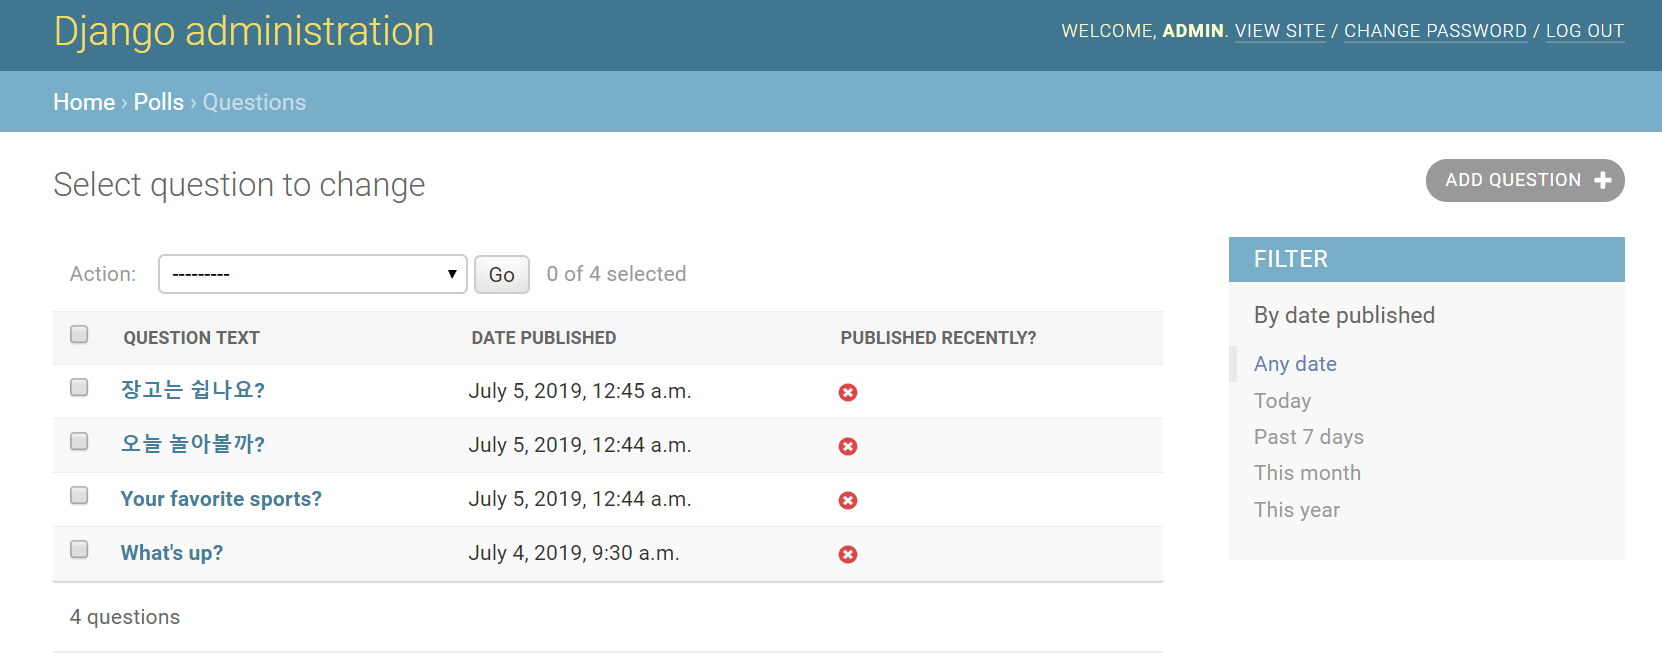 Django administration
WELCOME, ADMIN. VIEW SITE / CHANGE PASSWORD / LOG OUT
Home › Polls › Questions
Select question to change
ADD QUESTION
Action: --------- Go 0 of 4 selected
QUESTION TEXT DATE PUBLISHED PUBLISHED RECENTLY?
장고는 쉽나요? July 5, 2019, 12:45 a.m.
오늘 놀아볼까? July 5, 2019, 12:44 a.m.
Your favorite sports? July 5, 2019, 12:44 a.m.
What's up? July 4, 2019, 9:30 a.m.
4 questions
FILTER
By date published
Any date
Today
Past 7 days
This month
This year